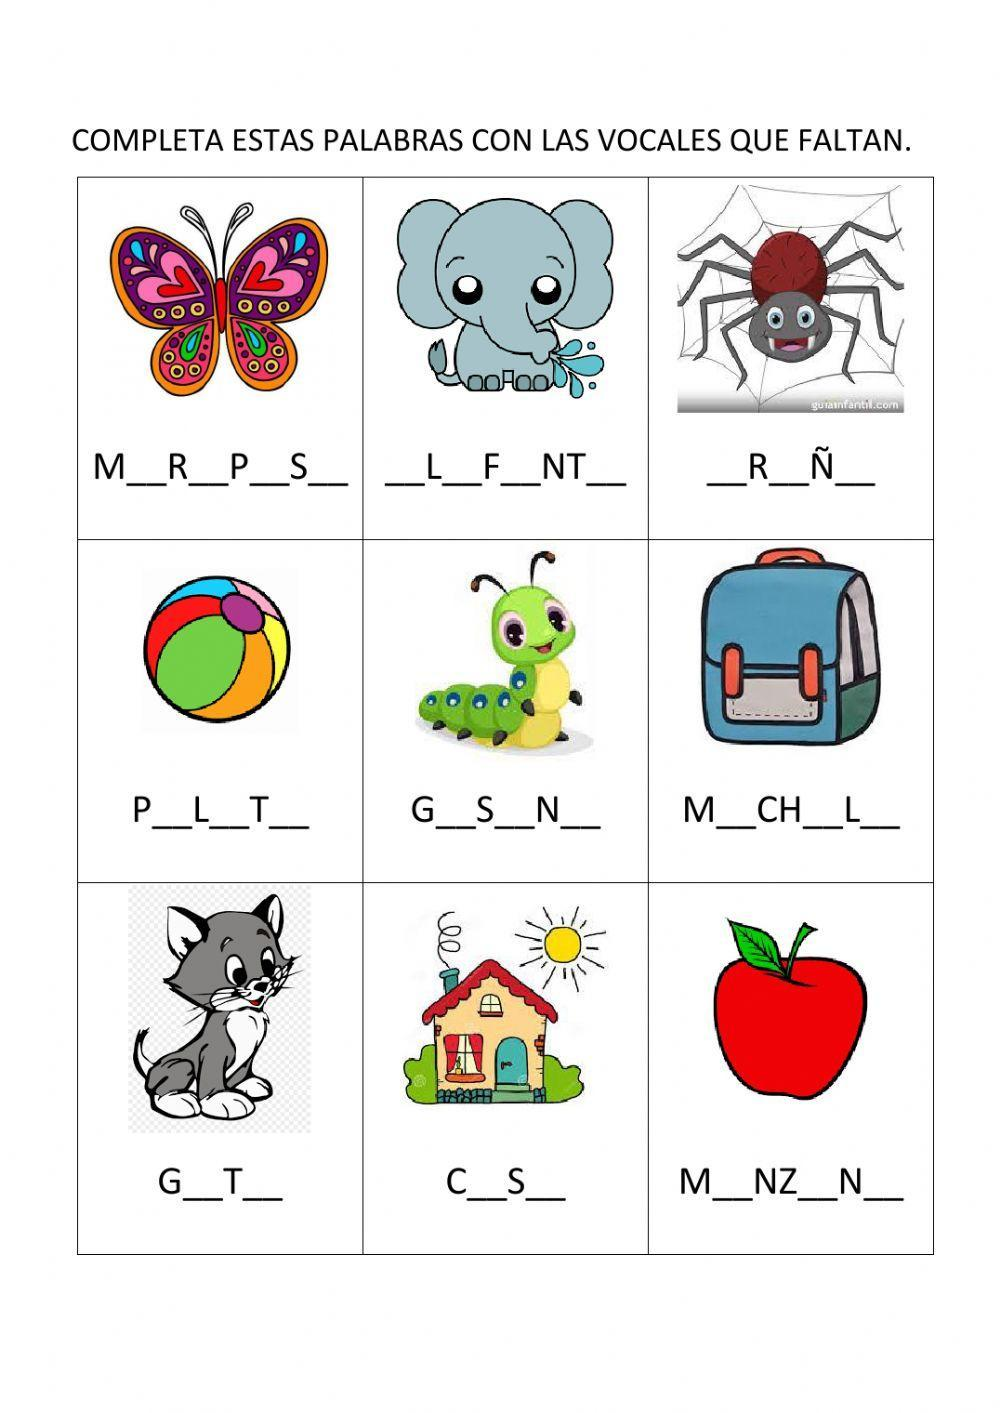 COMPLETA ESTAS PALABRAS CON LAS VOCALES QUE FALTAN.
guiainfantil.com
M__R__P__S__ __L__F__NT__ __R__Ñ__
P__L__T__ G__S__N__ M__CH__L__
G__T__ C__S__ M__NZ__N__